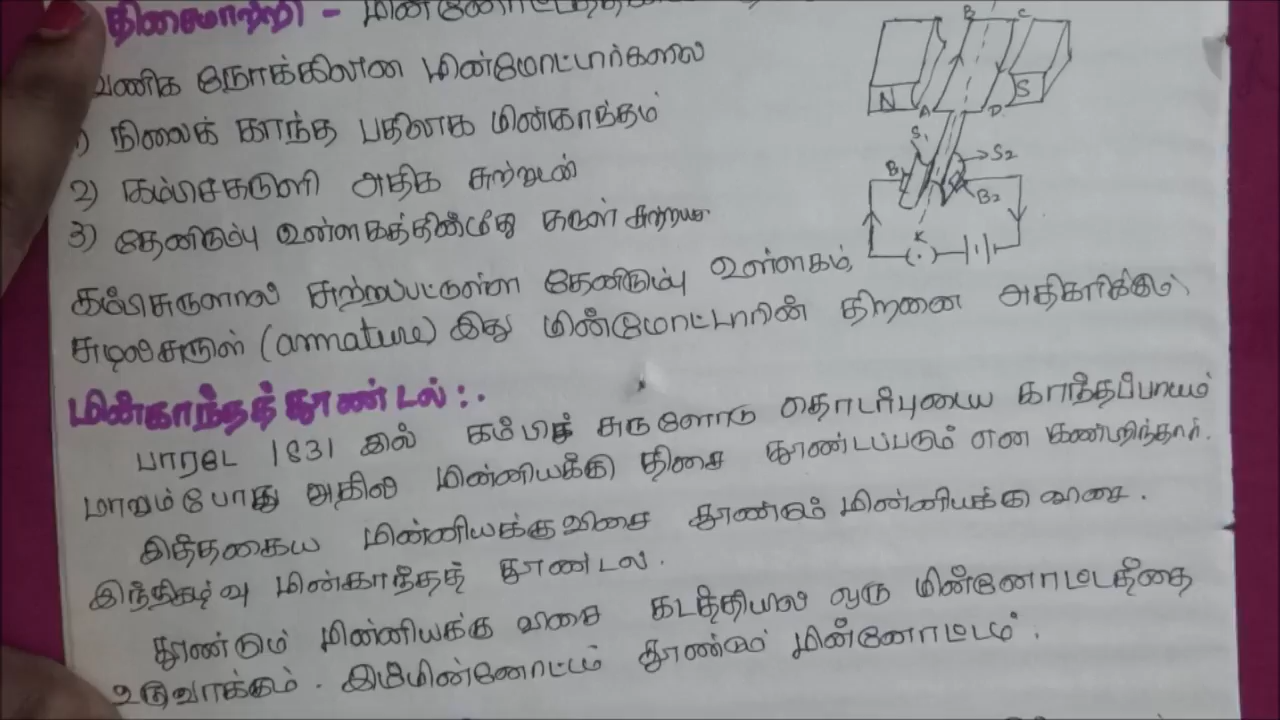 திசைமாற்றி -
வணிக நோக்கிலான மின்மோட்டார்களை
1) நிலைக் காந்த பதிலாக மின்காந்தம்
2) கம்பிச்சுருளி அதிக சுற்றுடன்
3) தேனிரும்பு உள்ளகத்தின்மீது சுருள் சுற்றப்பட
கம்பிசுருளால் சுற்றப்பட்டுள்ள தேனிரும்பு உள்ளகம்,
சுழலிசுருள் (armature) இது மின்மோட்டாரின் திறனை அதிகரிக்கும்
மின்காந்தத் தூண்டல் :.
பாரடே 1831 இல் கம்பிச் சுருளோடு தொடர்புடைய காந்தப்பாயம்
மாறும்போது அதில் மின்னியக்கு திசை தூண்டப்படும் என கண்டறிந்தார்.
இத்தகைய மின்னியக்குவிசை தூண்டும் மின்னியக்குவிசை.
இந்நிகழ்வு மின்காந்தத் தூண்டல்.
தூண்டும் மின்னியக்கு விசை கடத்தியில் ஒரு மின்னோட்டத்தை
உருவாக்கும். இம்மின்னோட்டம் தூண்டும் மின்னோட்டம்.
B C
N S
A D
S1
S2
B1
B2
K